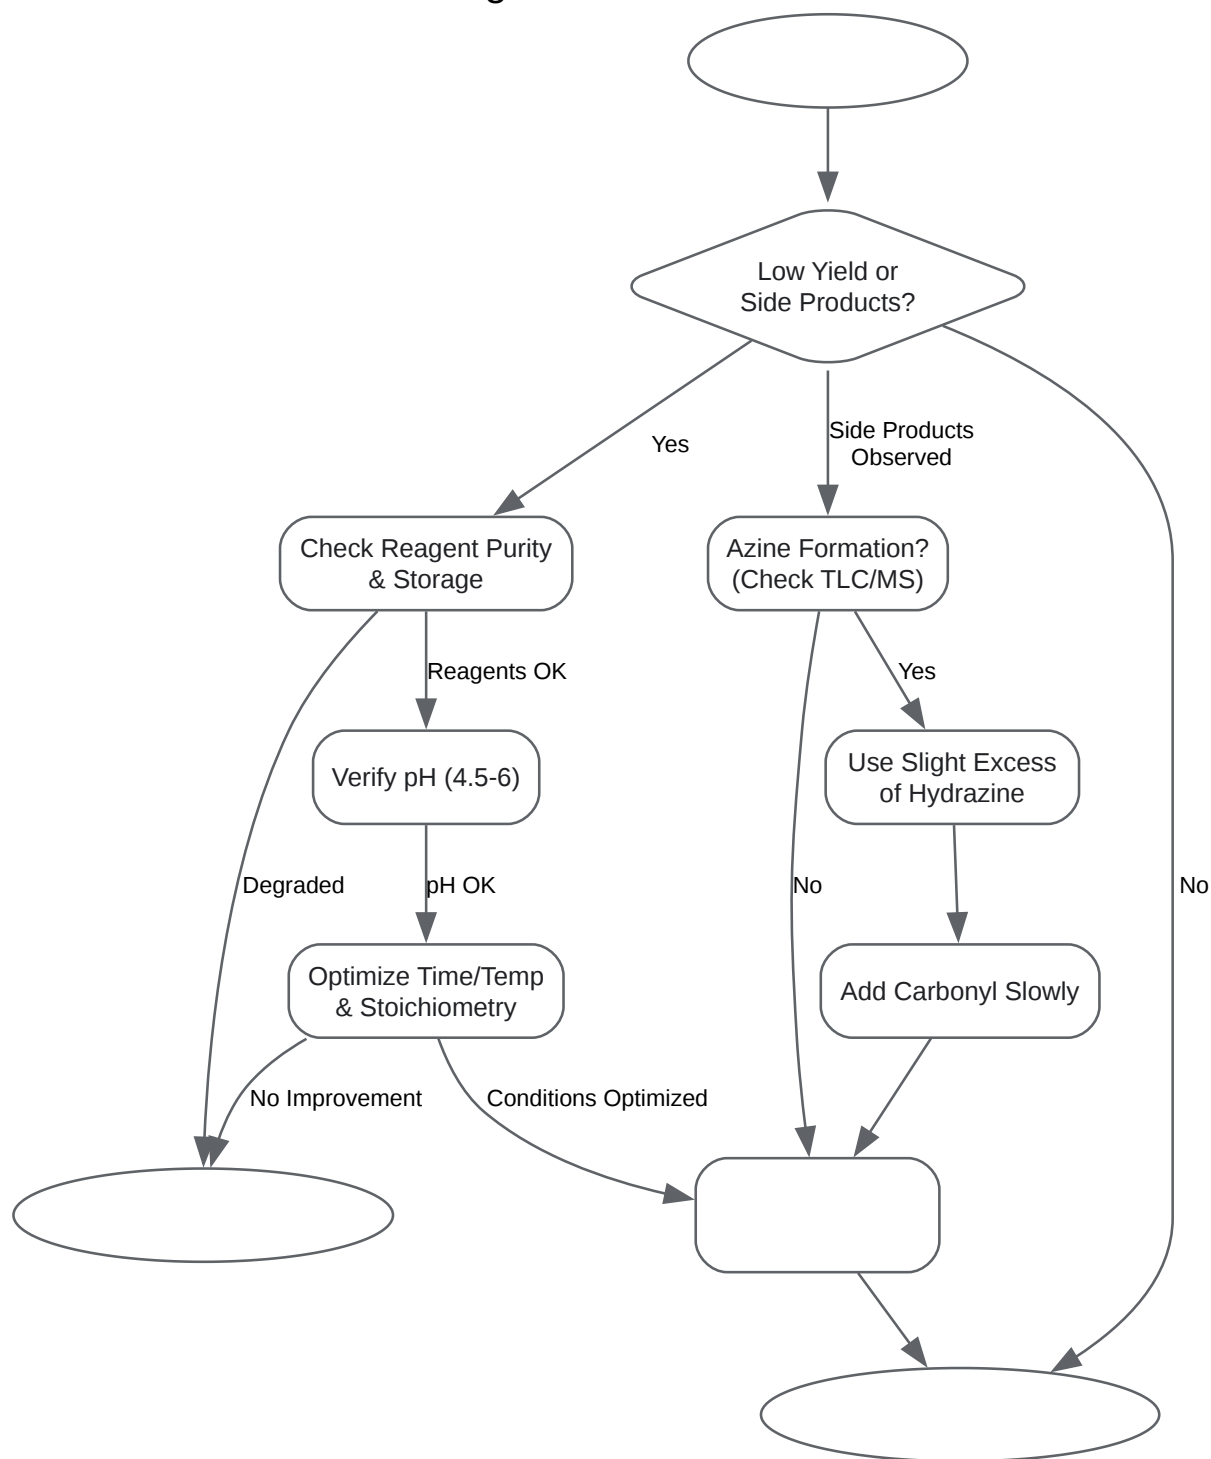 Low Yield or
Side Products?
Yes
Side Products
Observed
Check Reagent Purity
& Storage
Azine Formation?
(Check TLC/MS)
Reagents OK
Yes
Verify pH (4.5-6)
Use Slight Excess
of Hydrazine
Degraded
pH OK
No
No
Optimize Time/Temp
& Stoichiometry
Add Carbonyl Slowly
No Improvement
Conditions Optimized